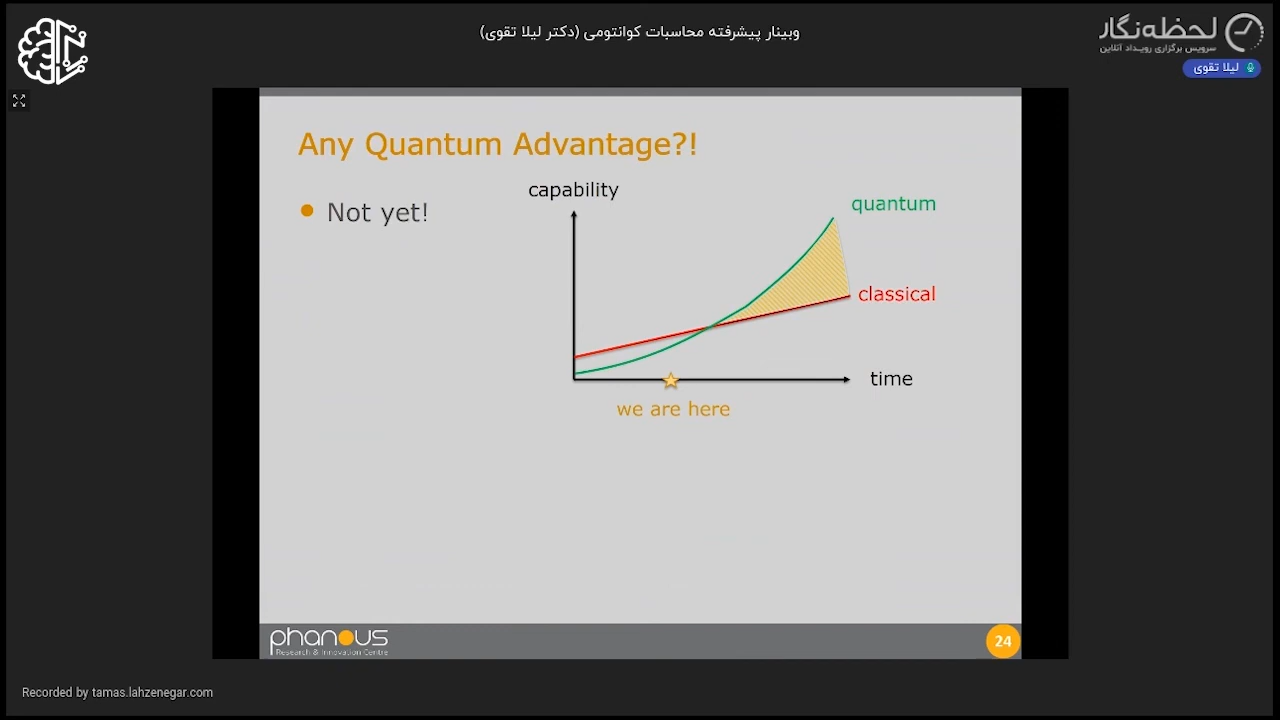 وبینار پیشرفته محاسبات کوانتومی (دکتر لیلا تقوی)
لحظه‌نگار
سرویس برگزاری رویداد آنلاین
لیلا تقوی
Any Quantum Advantage?!
Not yet!
capability
quantum
classical
time
we are here
phanous
Research & Innovation Centre
24
Recorded by tamas.lahzenegar.com